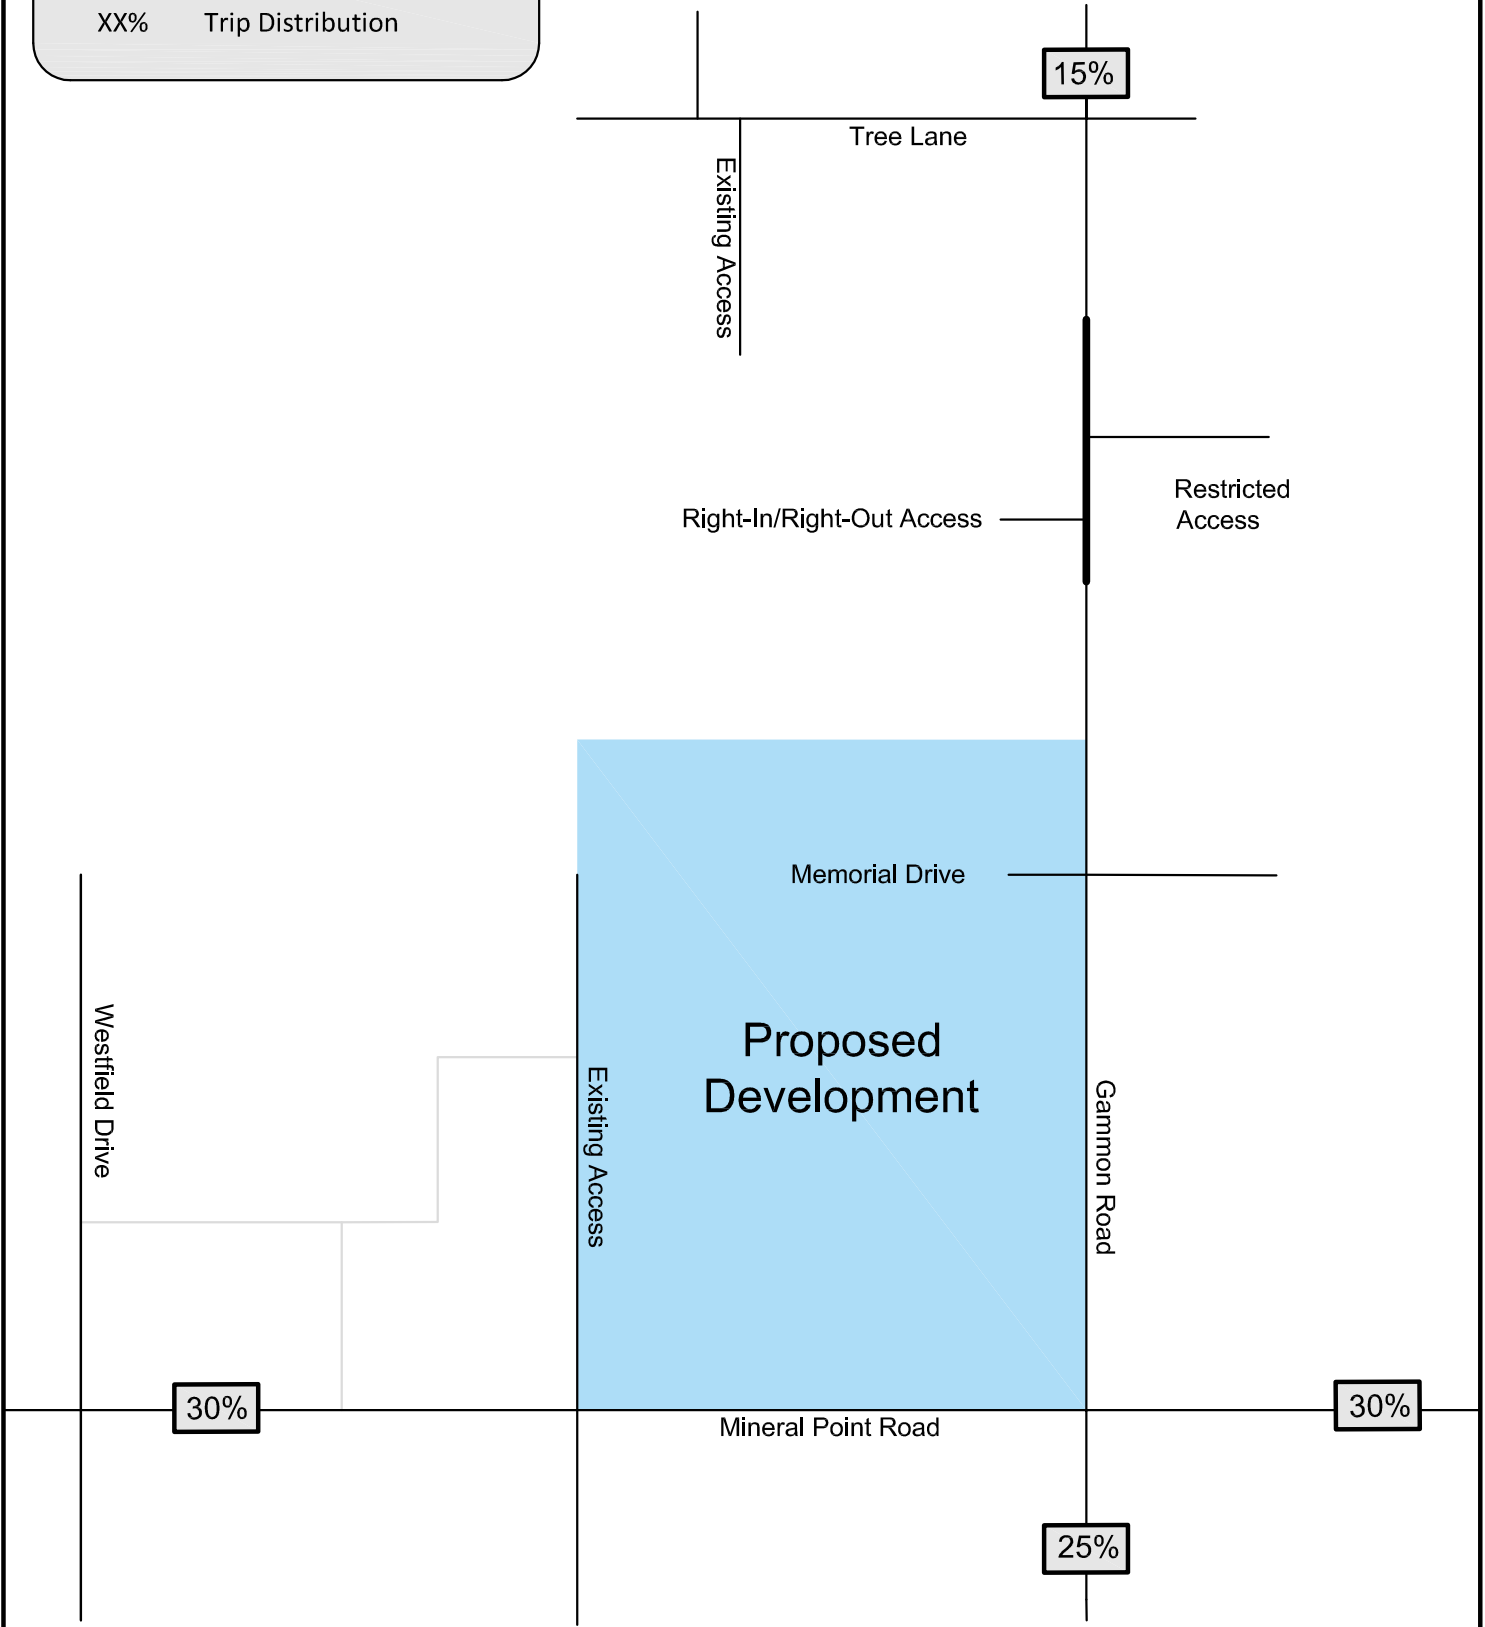 XX% Trip Distribution
15%
Tree Lane
Existing Access
Restricted
Access
Right-In/Right-Out Access
Memorial Drive
Westfield Drive
Proposed
Development
Existing Access
Gammon Road
30%
30%
Mineral Point Road
25%